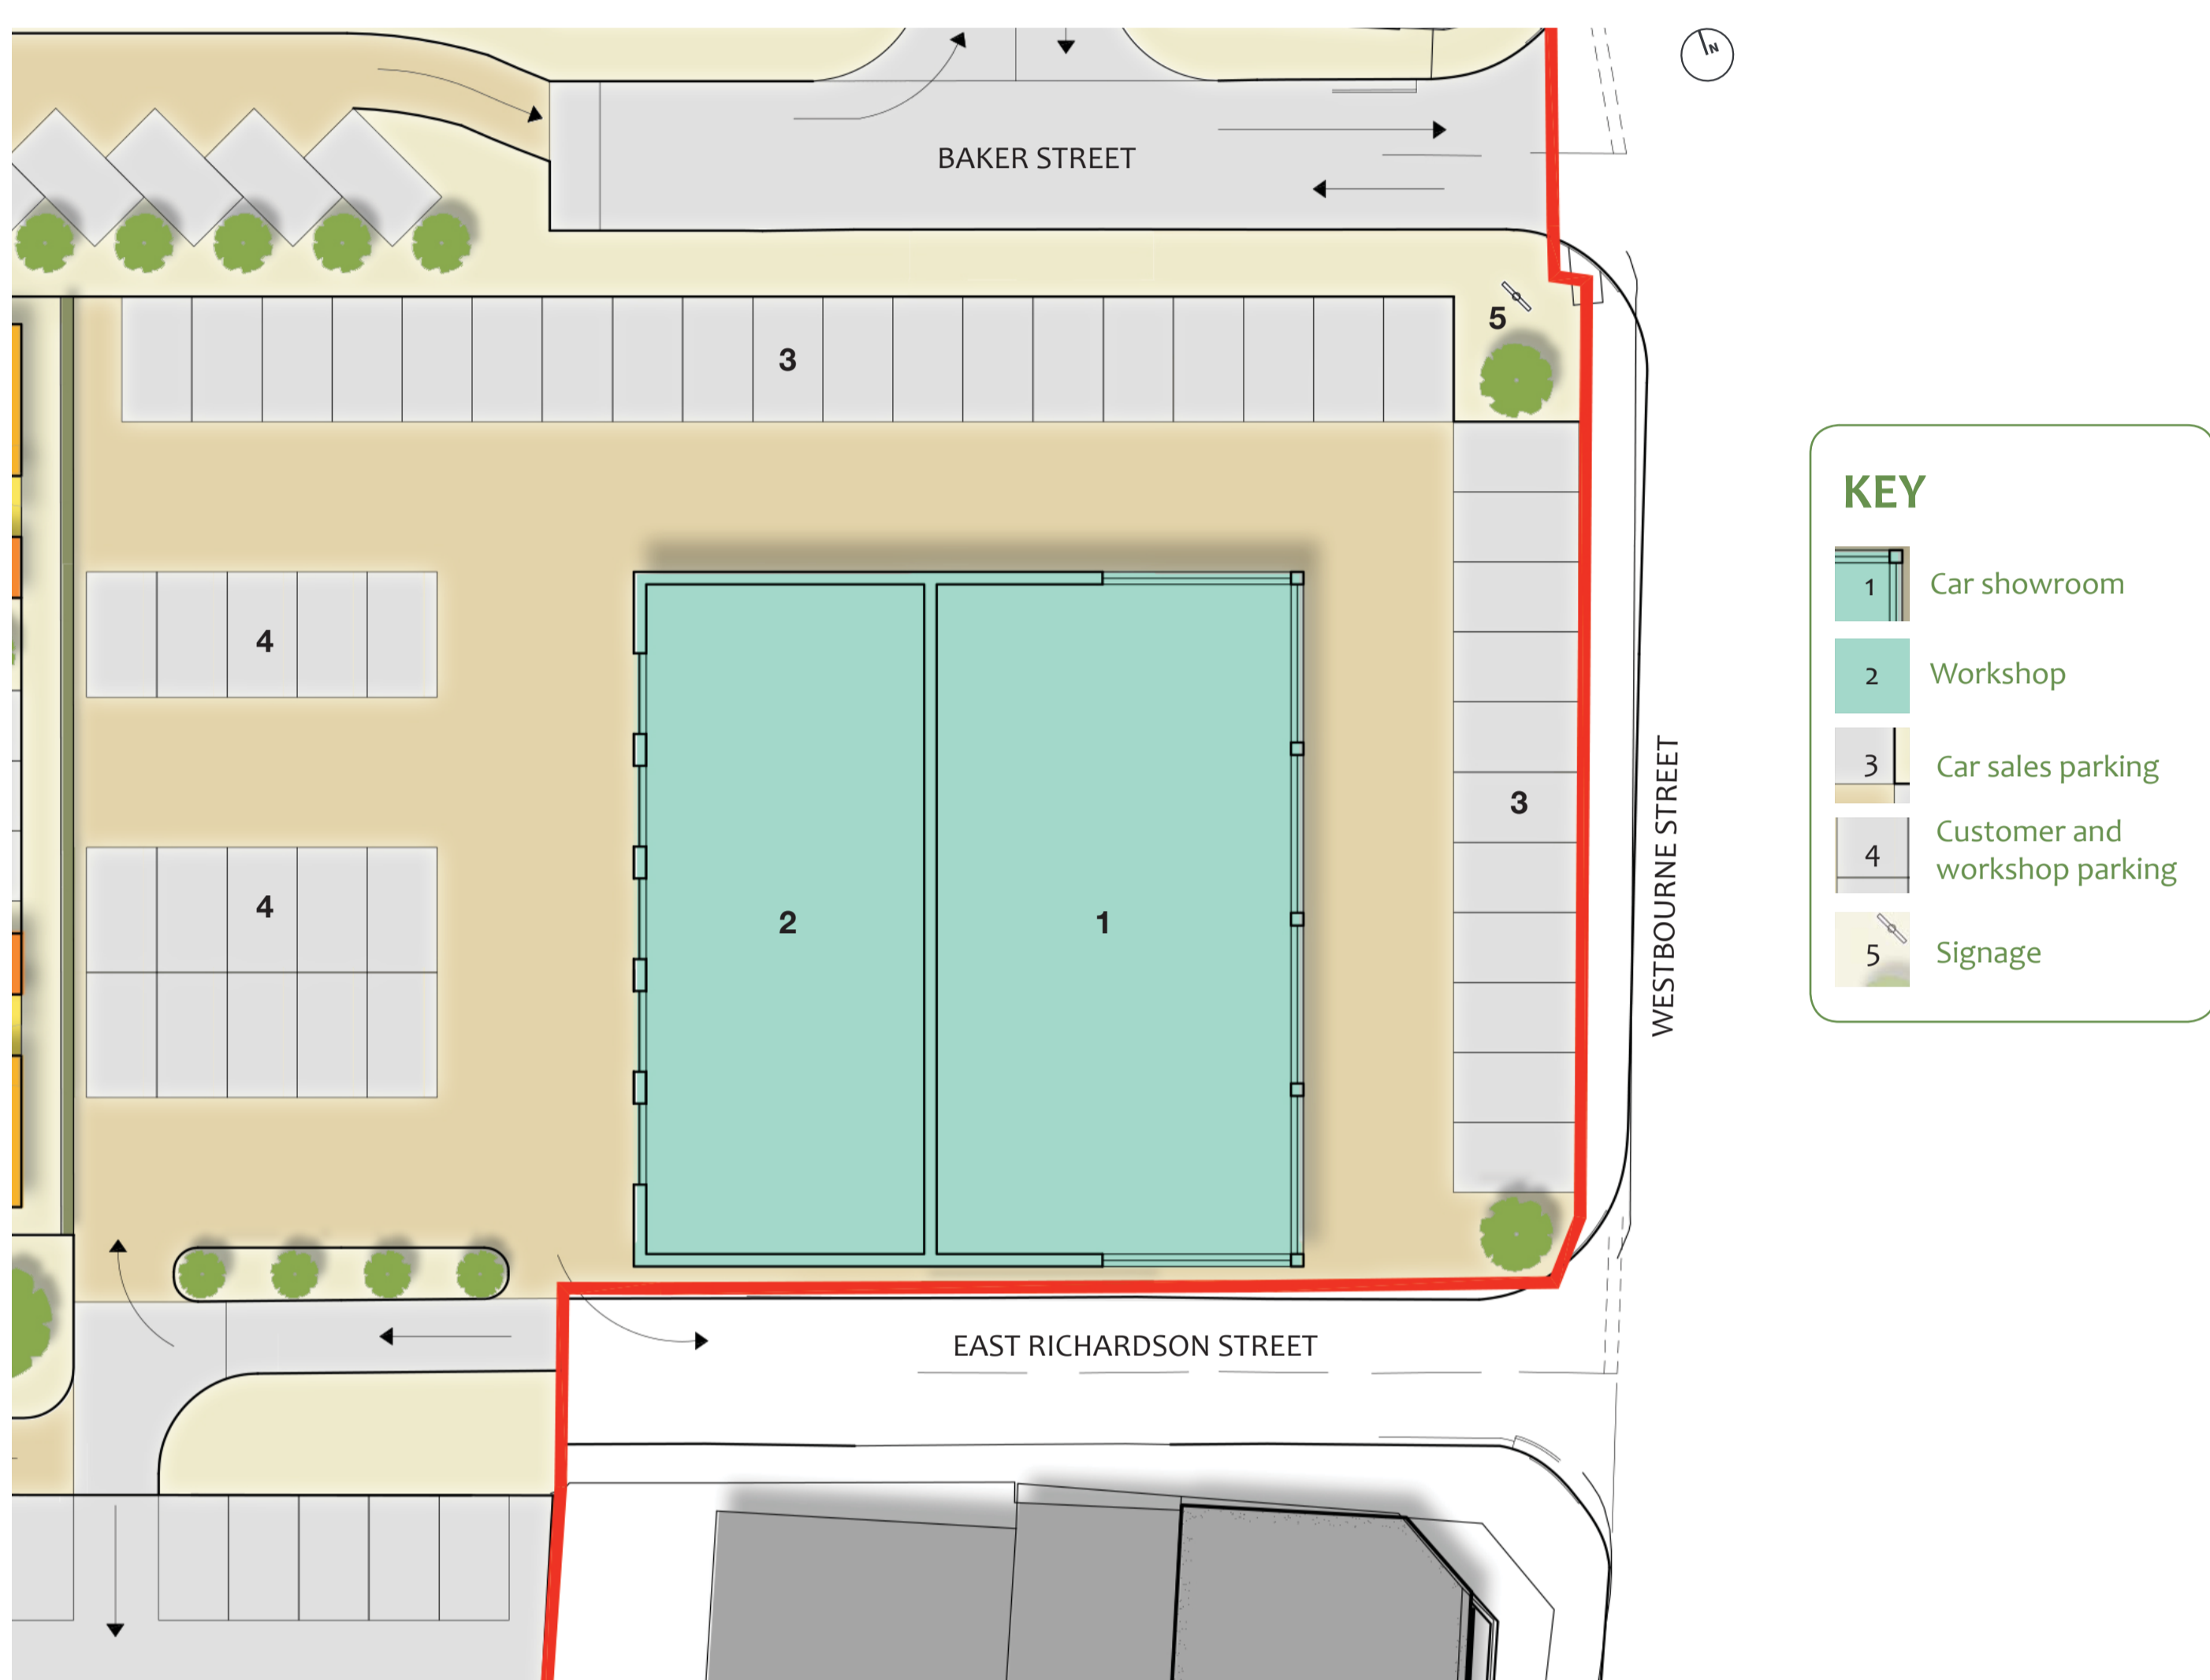 N
BAKER STREET
5
3
4
3
4
2
1
WESTBOURNE STREET
EAST RICHARDSON STREET
KEY
1 Car showroom
2 Workshop
3 Car sales parking
4 Customer and
workshop parking
5 Signage